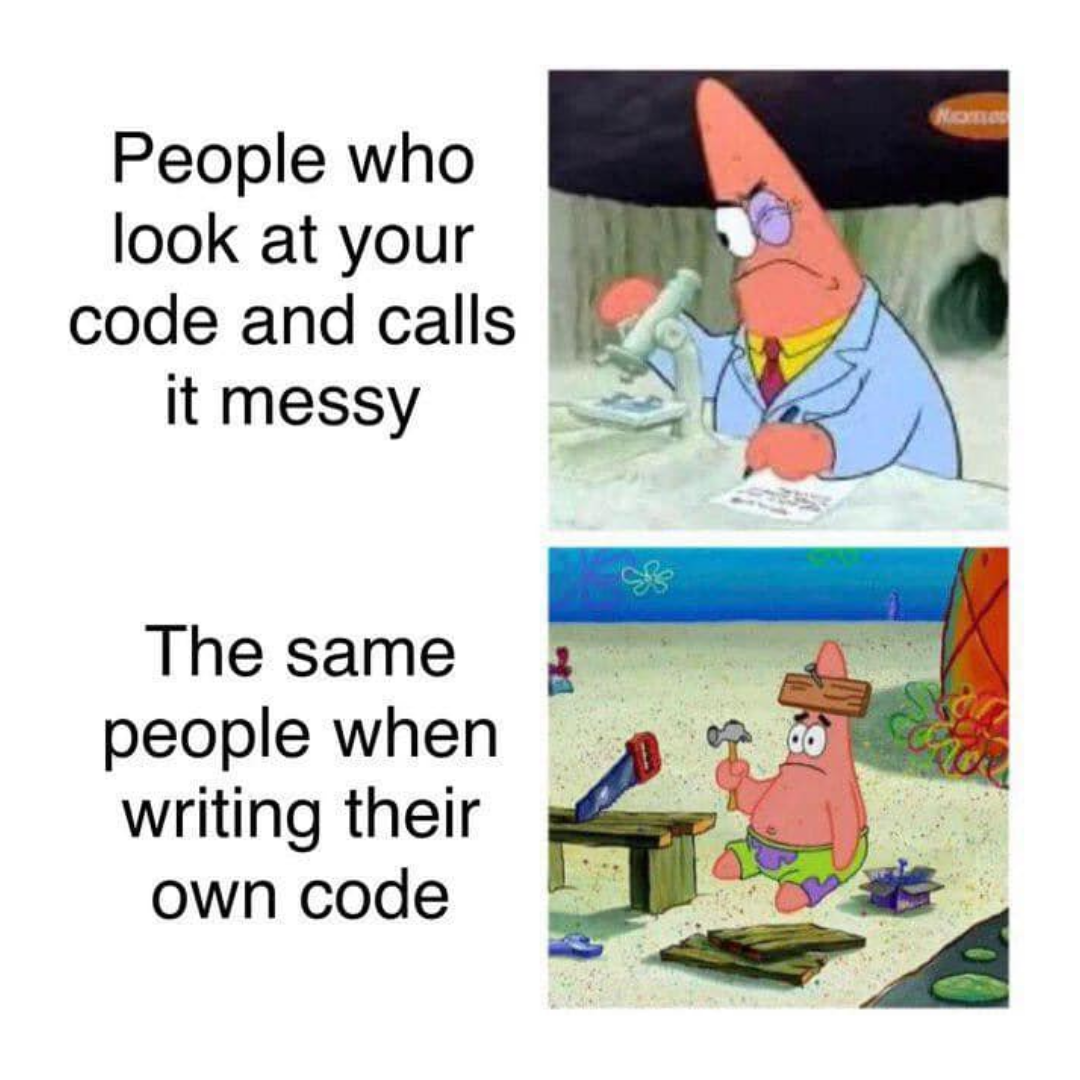 People who
look at your
code and calls
it messy
The same
people when
writing their
own code